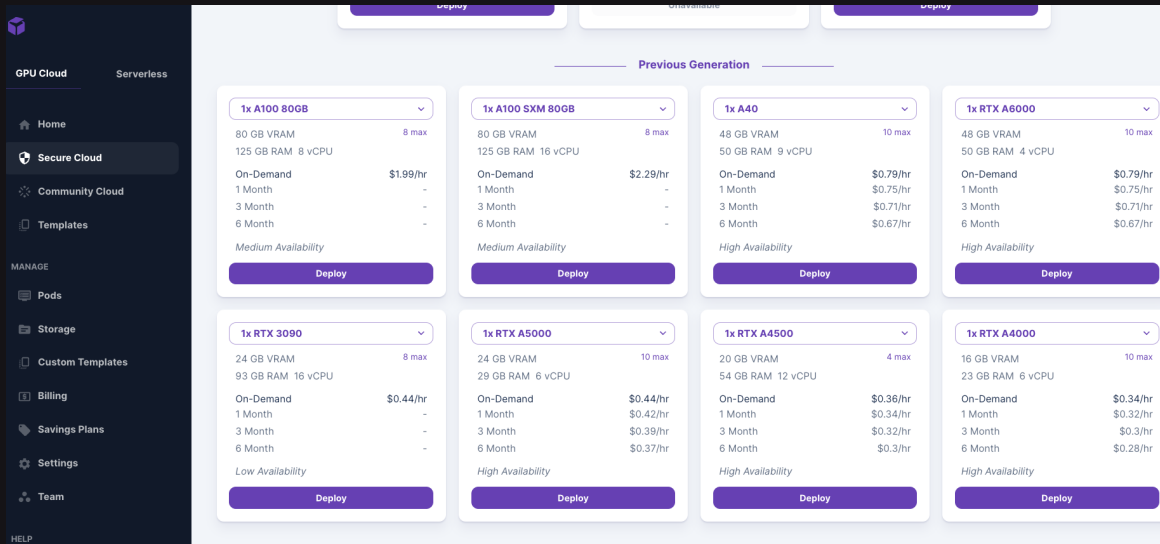 GPU Cloud
Serverless
Home
Secure Cloud
Community Cloud
Templates
MANAGE
Pods
Storage
Custom Templates
Billing
Savings Plans
Settings
Team
HELP
Deploy
Unavailable
Deploy
Previous Generation
1x A100 80GB
80 GB VRAM 8 max
125 GB RAM 8 vCPU
On-Demand $1.99/hr
1 Month -
3 Month -
6 Month -
Medium Availability
Deploy
1x A100 SXM 80GB
80 GB VRAM 8 max
125 GB RAM 16 vCPU
On-Demand $2.29/hr
1 Month -
3 Month -
6 Month -
Medium Availability
Deploy
1x A40
48 GB VRAM 10 max
50 GB RAM 9 vCPU
On-Demand $0.79/hr
1 Month $0.75/hr
3 Month $0.71/hr
6 Month $0.67/hr
High Availability
Deploy
1x RTX A6000
48 GB VRAM 10 max
50 GB RAM 4 vCPU
On-Demand $0.79/hr
1 Month $0.75/hr
3 Month $0.71/hr
6 Month $0.67/hr
High Availability
Deploy
1x RTX 3090
24 GB VRAM 8 max
93 GB RAM 16 vCPU
On-Demand $0.44/hr
1 Month -
3 Month -
6 Month -
Low Availability
Deploy
1x RTX A5000
24 GB VRAM 10 max
29 GB RAM 6 vCPU
On-Demand $0.44/hr
1 Month $0.42/hr
3 Month $0.39/hr
6 Month $0.37/hr
High Availability
Deploy
1x RTX A4500
20 GB VRAM 4 max
54 GB RAM 12 vCPU
On-Demand $0.36/hr
1 Month $0.34/hr
3 Month $0.32/hr
6 Month $0.3/hr
High Availability
Deploy
1x RTX A4000
16 GB VRAM 10 max
23 GB RAM 6 vCPU
On-Demand $0.34/hr
1 Month $0.32/hr
3 Month $0.3/hr
6 Month $0.28/hr
High Availability
Deploy